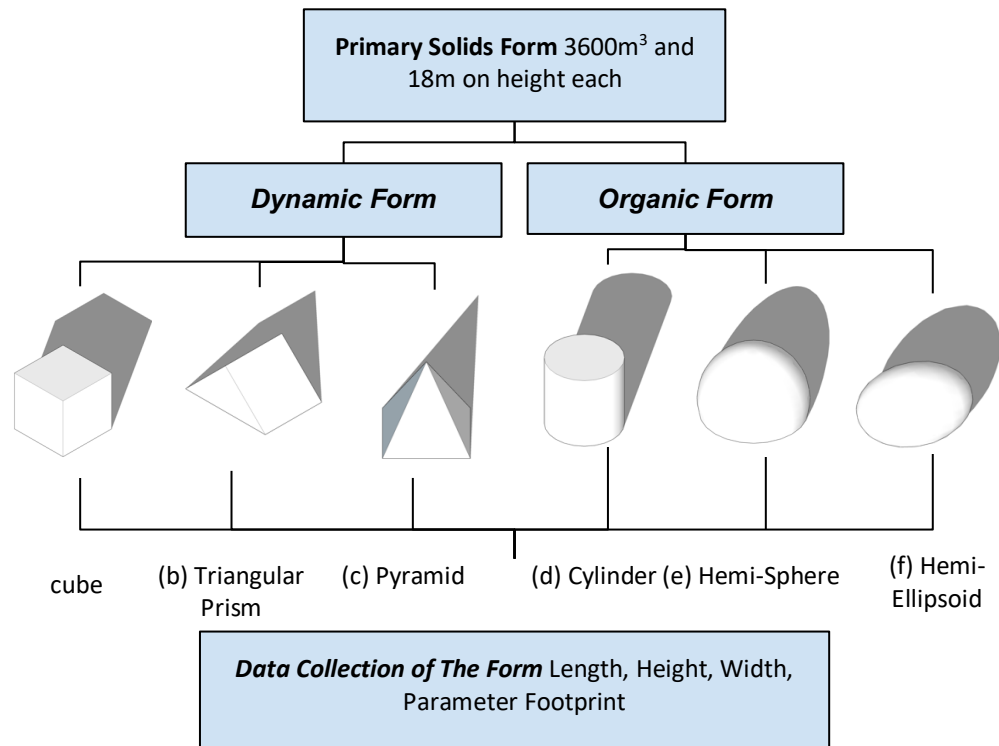 Primary Solids Form 3600m³ and
18m on height each
Dynamic Form
Organic Form
cube
(b) Triangular
Prism
(c) Pyramid
(d) Cylinder
(e) Hemi-Sphere
(f) Hemi-
Ellipsoid
Data Collection of The Form Length, Height, Width,
Parameter Footprint